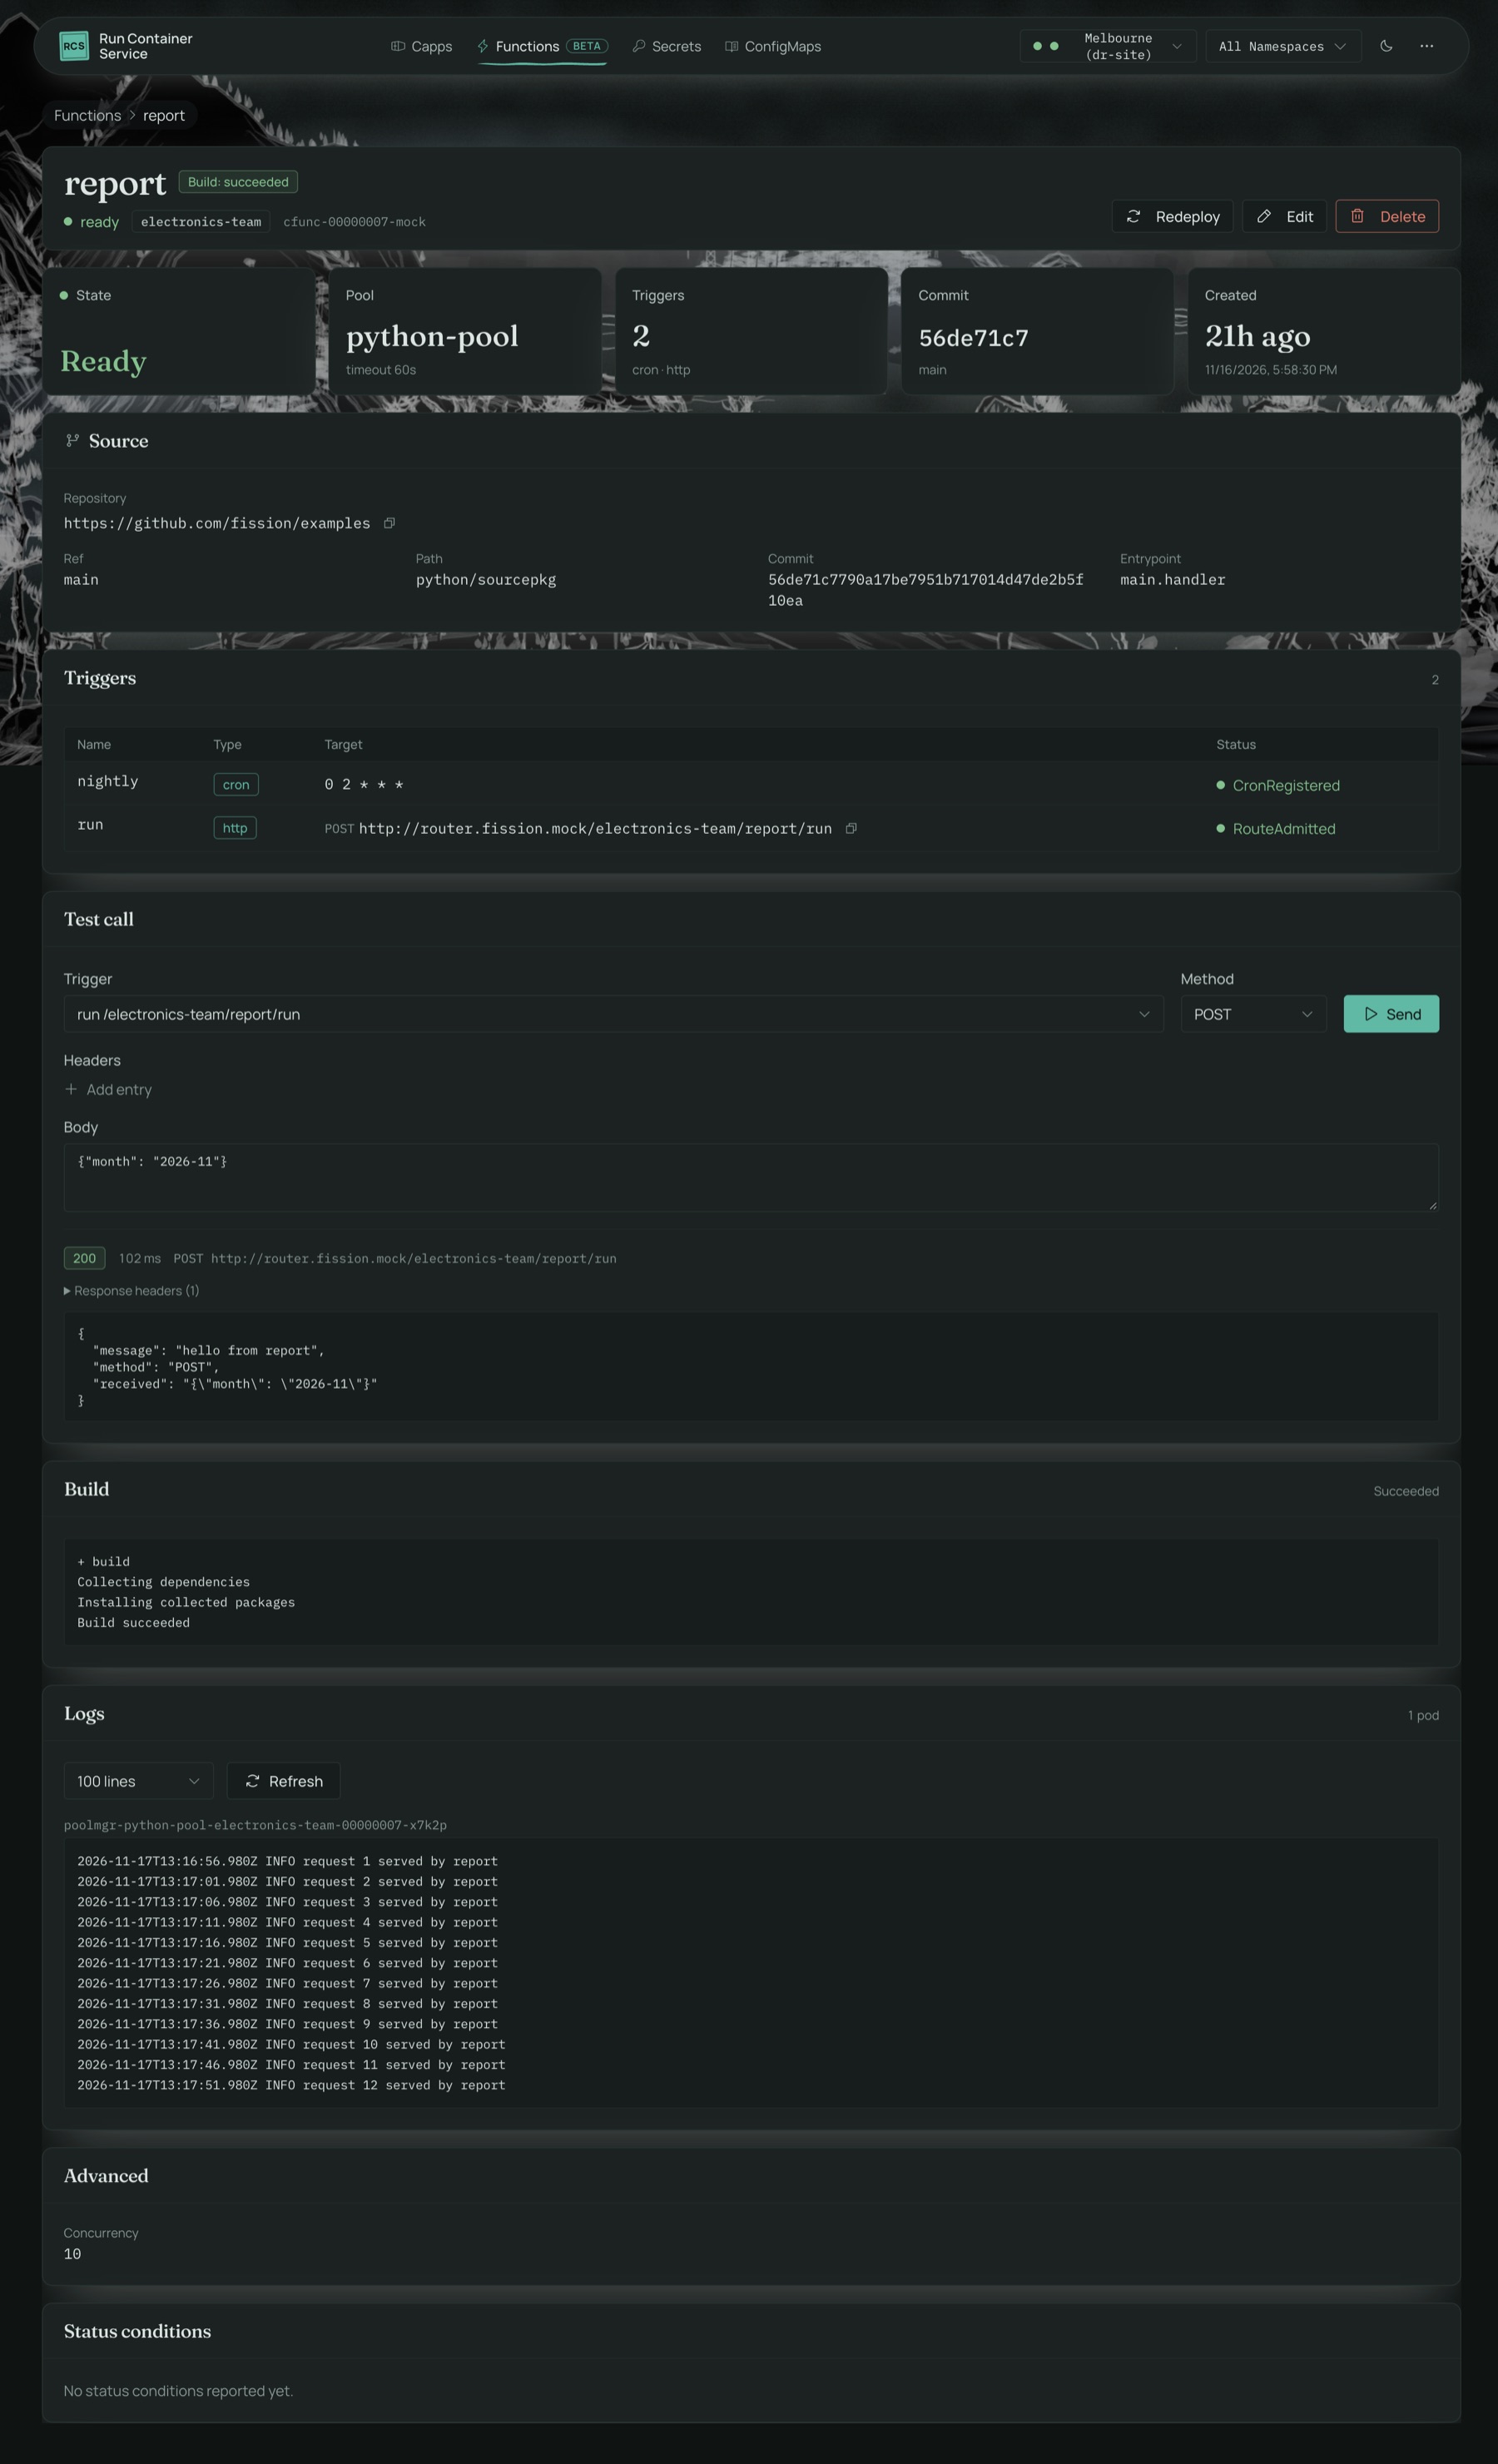 RCS
Run Container
Service
Capps
Functions BETA
Secrets
ConfigMaps
Melbourne
(dr-site)
All Namespaces
Functions > report
report Build: succeeded
ready electronics-team cfunc-00000007-mock
Redeploy
Edit
Delete
State
Ready
Pool
python-pool
timeout 60s
Triggers
2
cron · http
Commit
56de71c7
main
Created
21h ago
11/16/2026, 5:58:30 PM
Source
Repository
https://github.com/fission/examples
Ref Path Commit Entrypoint
main python/sourcepkg 56de71c7790a17be7951b717014d47de2b5f main.handler
10ea
Triggers 2
Name Type Target Status
nightly cron 0 2 * * * CronRegistered
run http POST http://router.fission.mock/electronics-team/report/run RouteAdmitted
Test call
Trigger Method
run /electronics-team/report/run POST Send
Headers
+ Add entry
Body
{"month": "2026-11"}
200 102 ms POST http://router.fission.mock/electronics-team/report/run
Response headers (1)
{
"message": "hello from report",
"method": "POST",
"received": "{\"month\": \"2026-11\"}"
}
Build Succeeded
+ build
Collecting dependencies
Installing collected packages
Build succeeded
Logs 1 pod
100 lines Refresh
poolmgr-python-pool-electronics-team-00000007-x7k2p
2026-11-17T13:16:56.980Z INFO request 1 served by report
2026-11-17T13:17:01.980Z INFO request 2 served by report
2026-11-17T13:17:06.980Z INFO request 3 served by report
2026-11-17T13:17:11.980Z INFO request 4 served by report
2026-11-17T13:17:16.980Z INFO request 5 served by report
2026-11-17T13:17:21.980Z INFO request 6 served by report
2026-11-17T13:17:26.980Z INFO request 7 served by report
2026-11-17T13:17:31.980Z INFO request 8 served by report
2026-11-17T13:17:36.980Z INFO request 9 served by report
2026-11-17T13:17:41.980Z INFO request 10 served by report
2026-11-17T13:17:46.980Z INFO request 11 served by report
2026-11-17T13:17:51.980Z INFO request 12 served by report
Advanced
Concurrency
10
Status conditions
No status conditions reported yet.